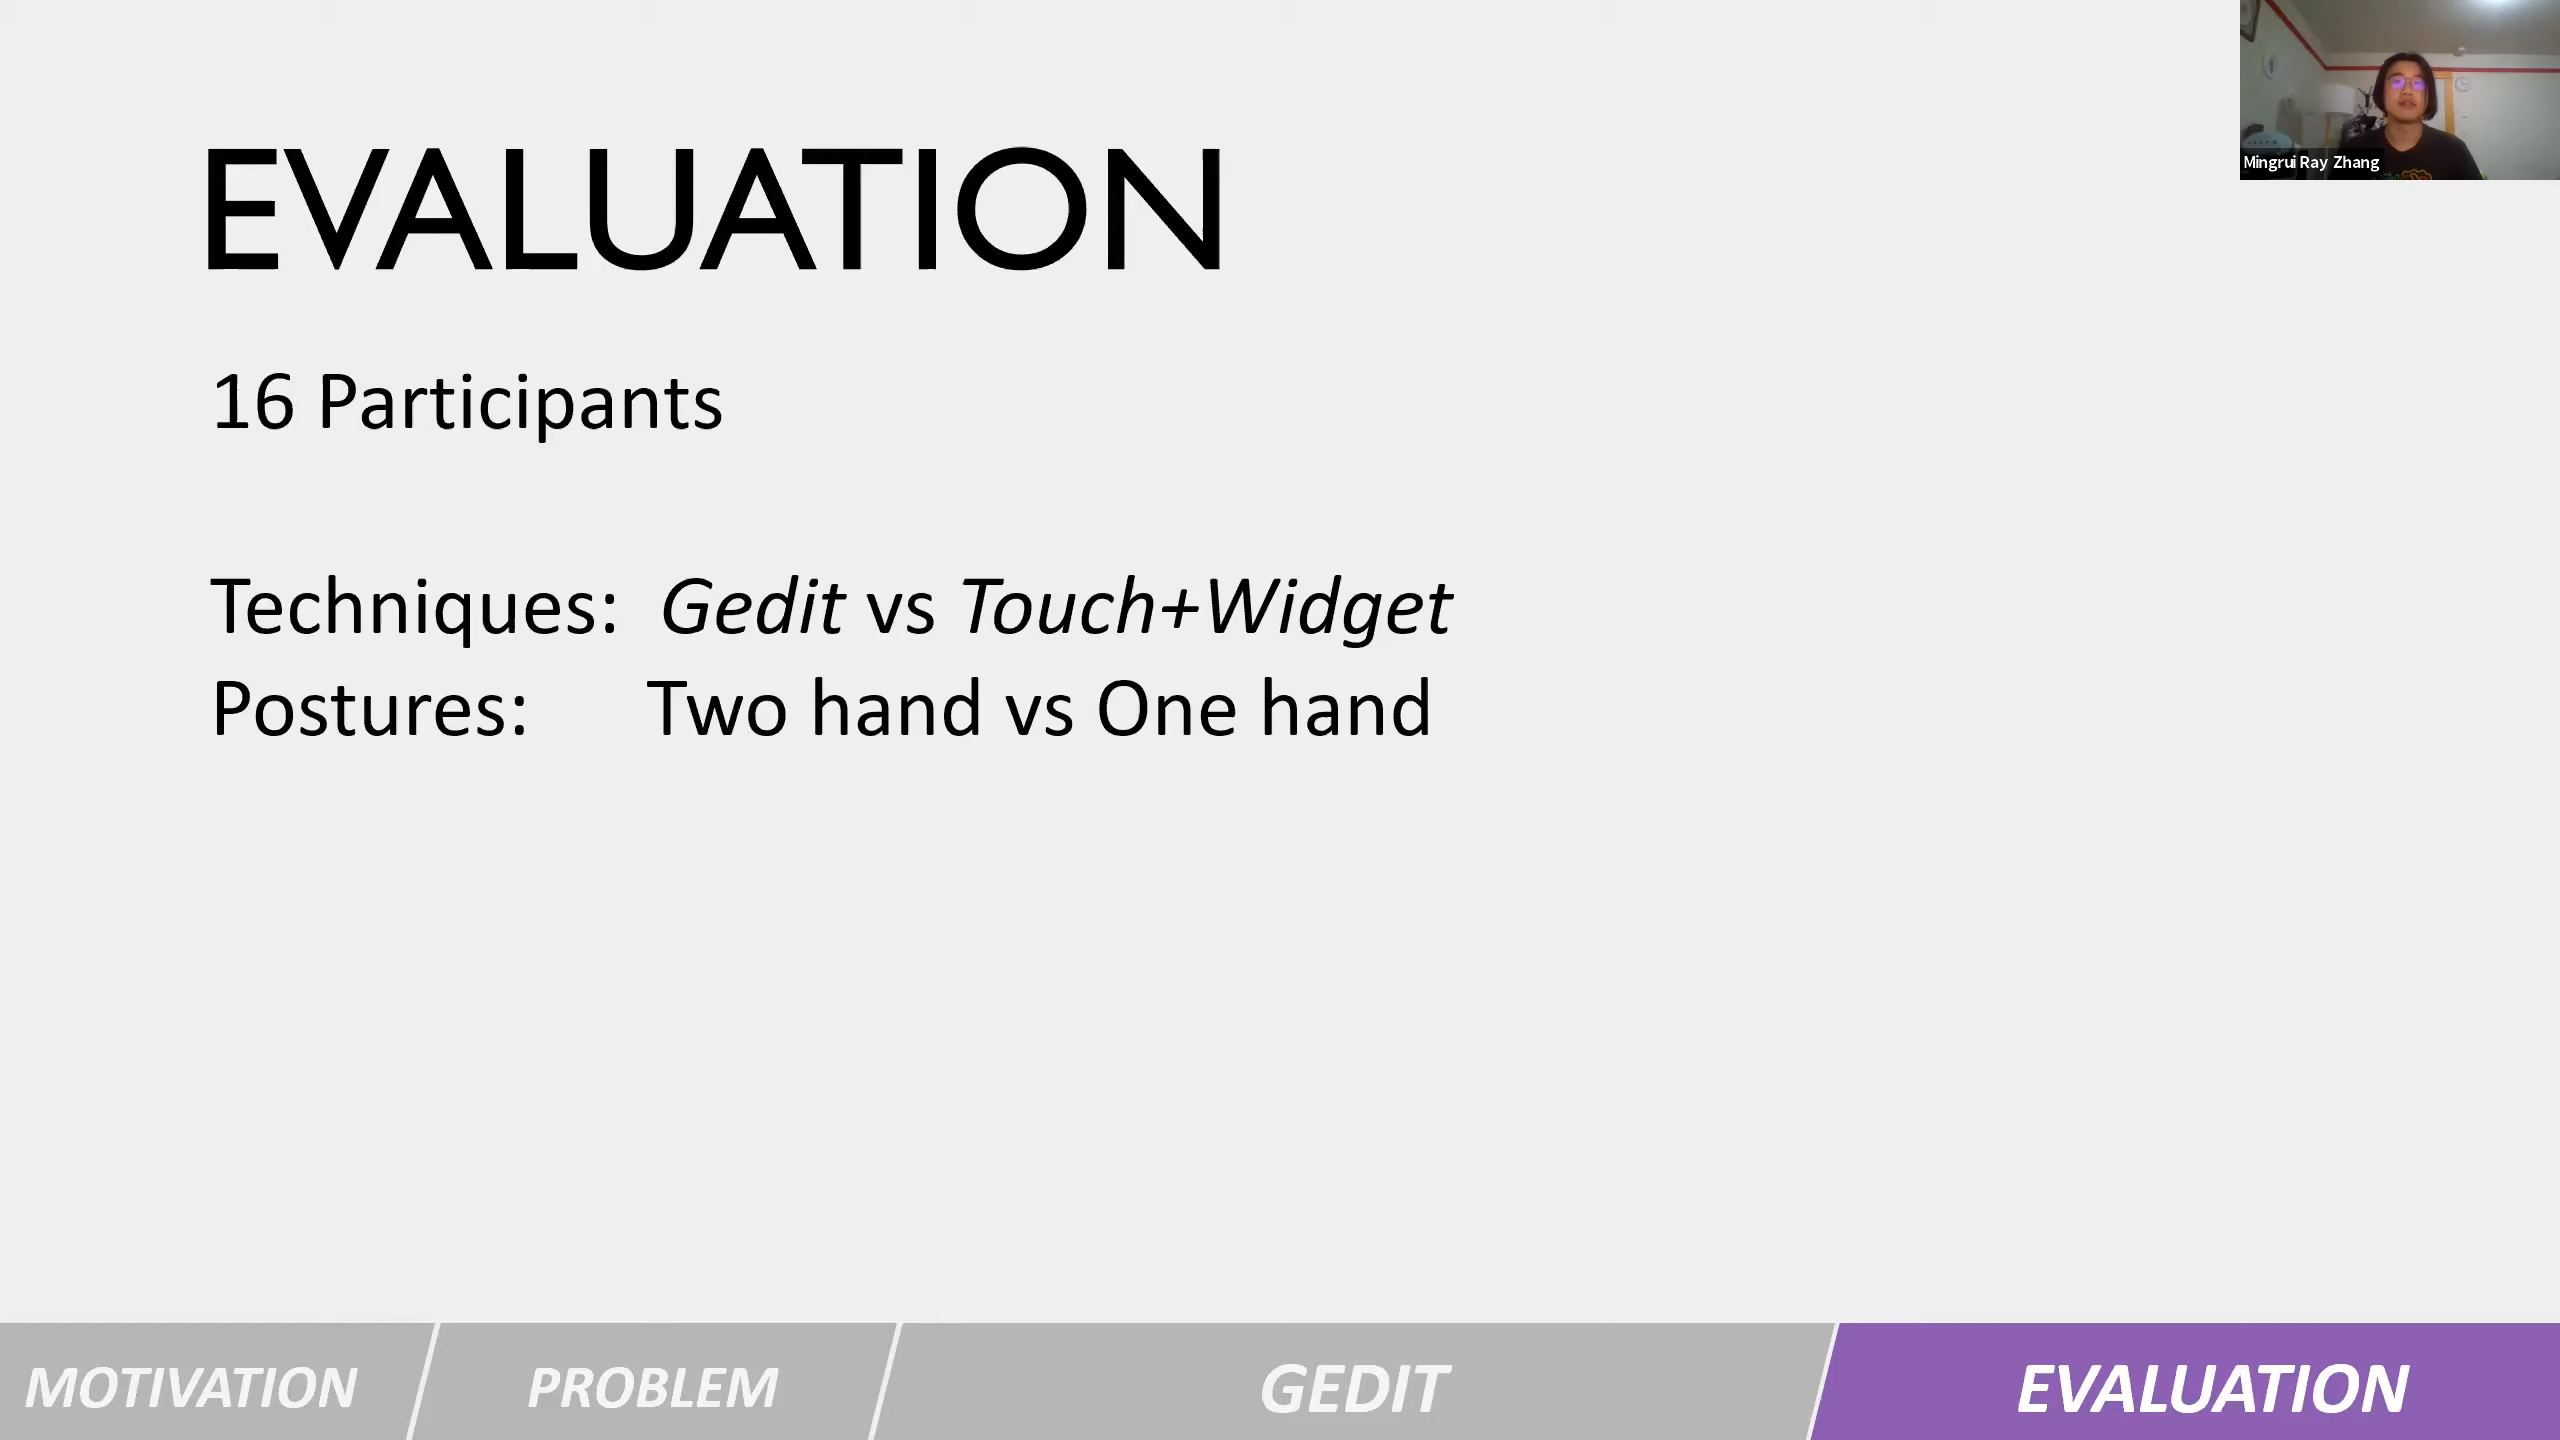 Mingrui Ray Zhang
EVALUATION
16 Participants
Techniques: Gedit vs Touch+Widget
Postures: Two hand vs One hand
MOTIVATION
PROBLEM
GEDIT
EVALUATION